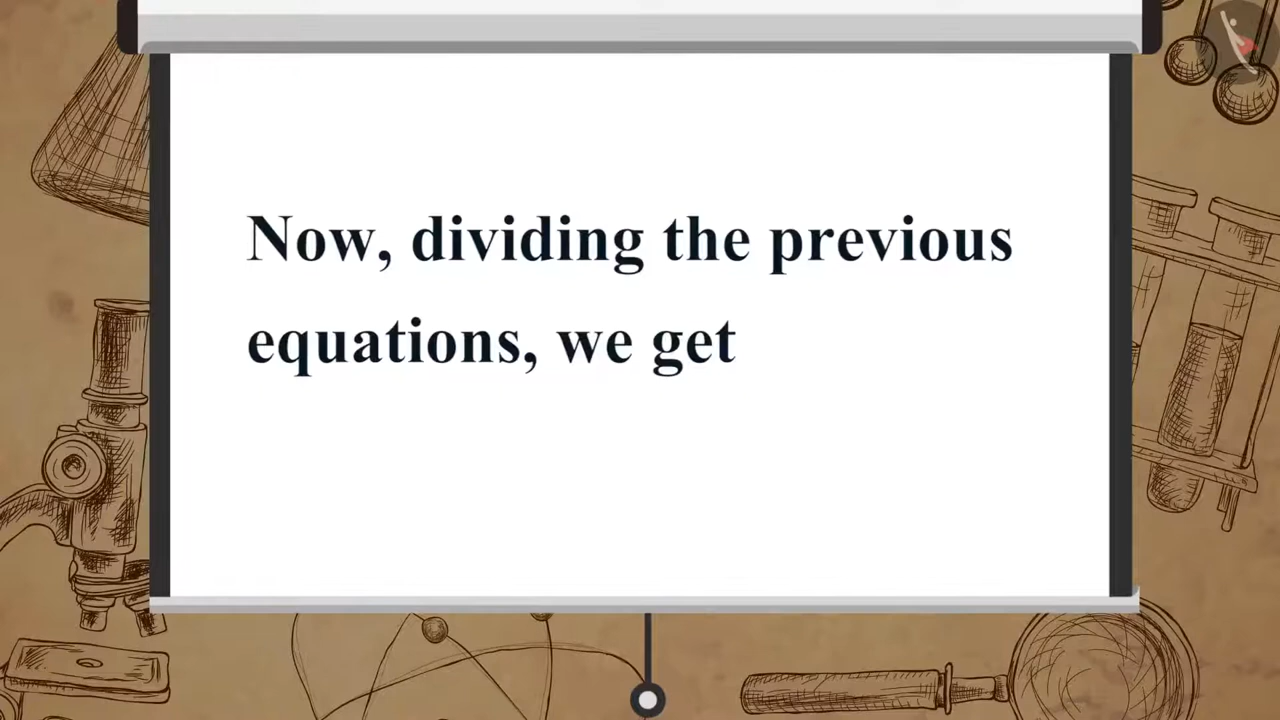 Now, dividing the previous
equations, we get